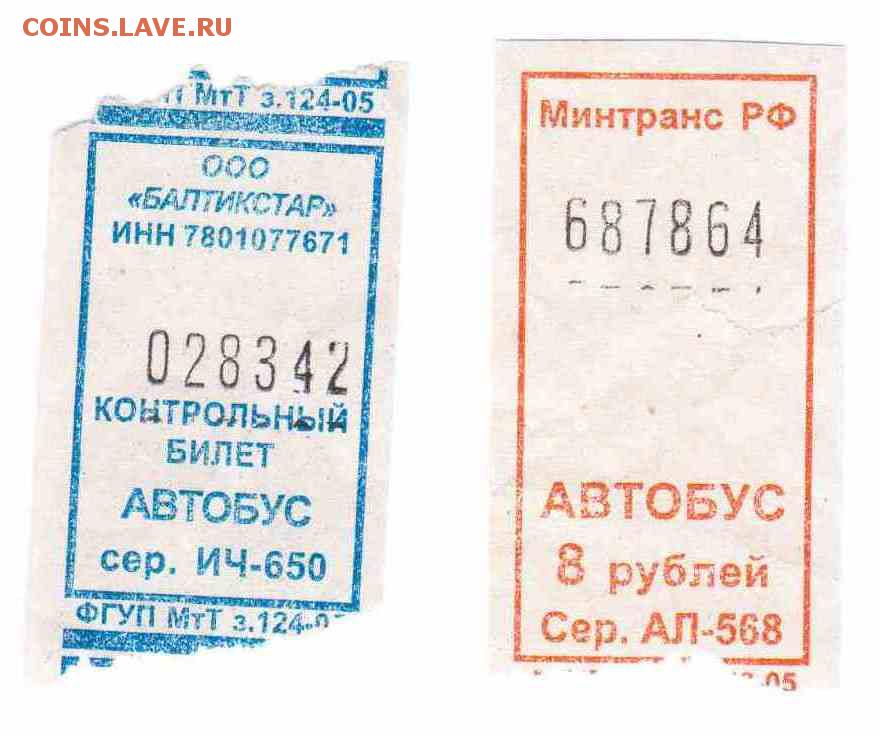 COINS.LAVE.RU
МтТ з.124-05
ООО
«БАЛТИКСТАР»
ИНН 7801077671
028342
КОНТРОЛЬНЫЙ
БИЛЕТ
АВТОБУС
сер. ИЧ-650
ФГУП МтТ з.124-0
Минтранс РФ
687864
АВТОБУС
8 рублей
Сер. АЛ-568